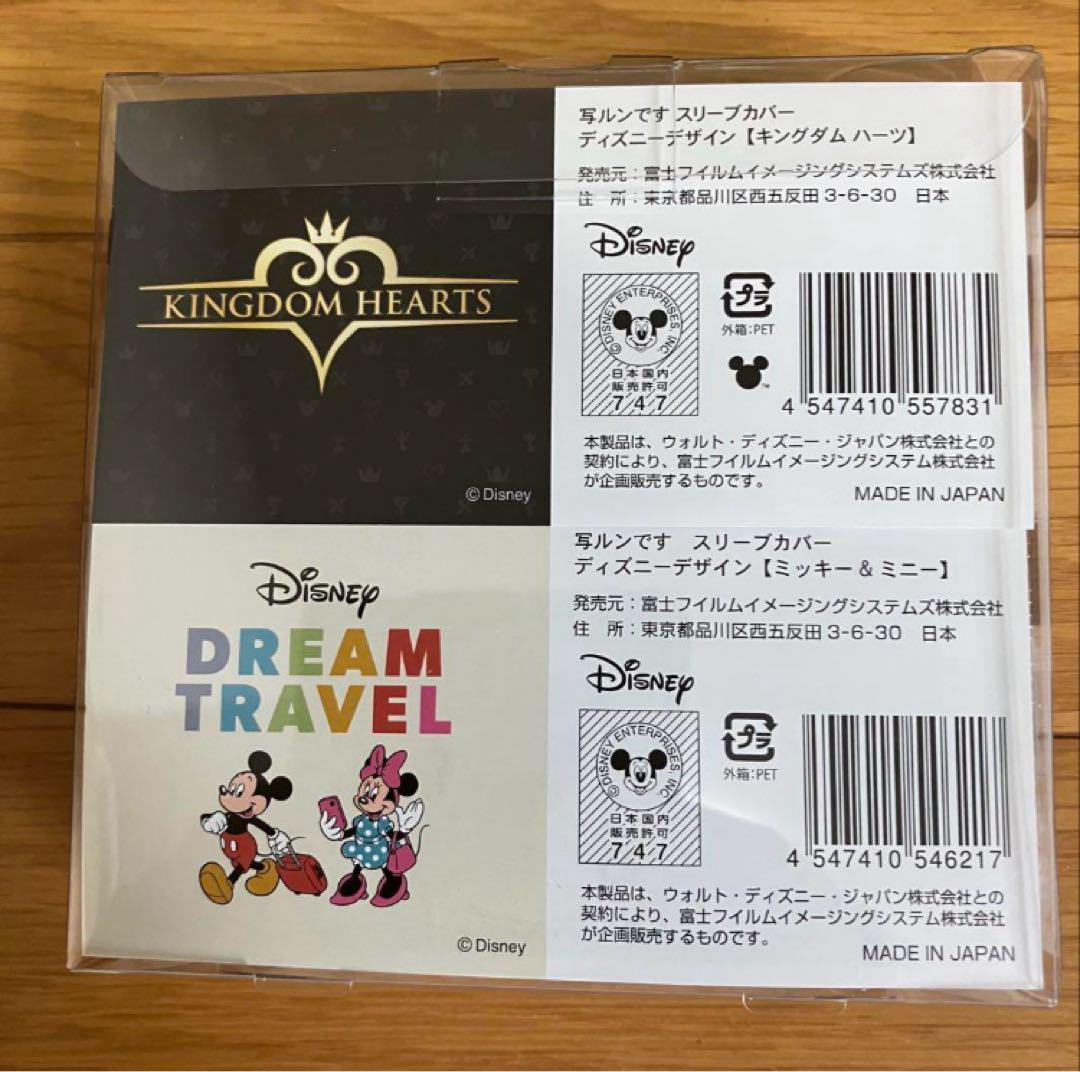 KINGDOM HEARTS
© Disney
写ルンです スリーブカバー
ディズニーデザイン【キングダム ハーツ】
発売元：富士フイルムイメージングシステムズ株式会社
住　所：東京都品川区西五反田 3-6-30　日本
Disney
©DISNEY ENTERPRISES, INC
日本国内
販売許可
747
プラ
外箱:PET
TM
4 547410 557831
本製品は、ウォルト・ディズニー・ジャパン株式会社との
契約により、富士フイルムイメージングシステム株式会社
が企画販売するものです。
MADE IN JAPAN
Disney
DREAM
TRAVEL
© Disney
写ルンです　スリーブカバー
ディズニーデザイン【ミッキー & ミニー】
発売元：富士フイルムイメージングシステムズ株式会社
住　所：東京都品川区西五反田 3-6-30　日本
Disney
©DISNEY ENTERPRISES, INC
日本国内
販売許可
747
プラ
外箱:PET
4 547410 546217
本製品は、ウォルト・ディズニー・ジャパン株式会社との
契約により、富士フイルムイメージングシステム株式会社
が企画販売するものです。
MADE IN JAPAN